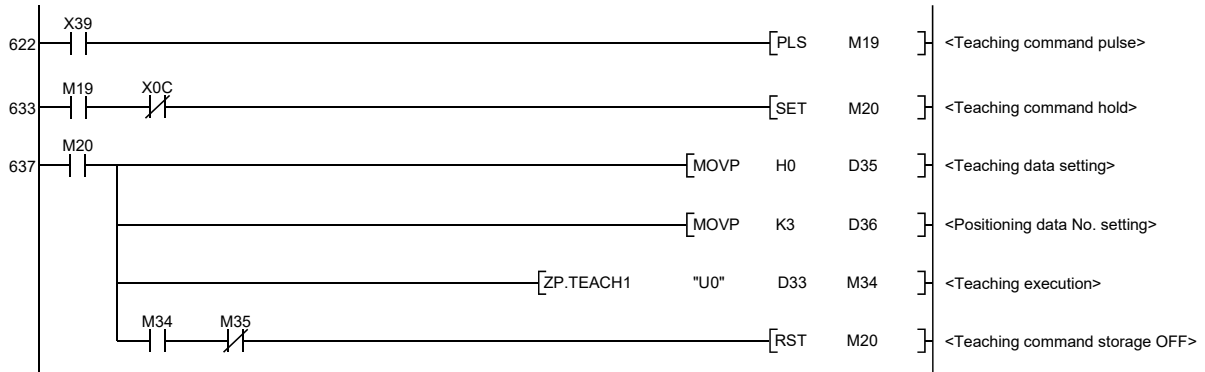 X39
622 PLS M19 <Teaching command pulse>
M19 X0C
633 SET M20 <Teaching command hold>
M20
637 MOVP H0 D35 <Teaching data setting>
MOVP K3 D36 <Positioning data No. setting>
ZP.TEACH1 "U0" D33 M34 <Teaching execution>
M34 M35
RST M20 <Teaching command storage OFF>